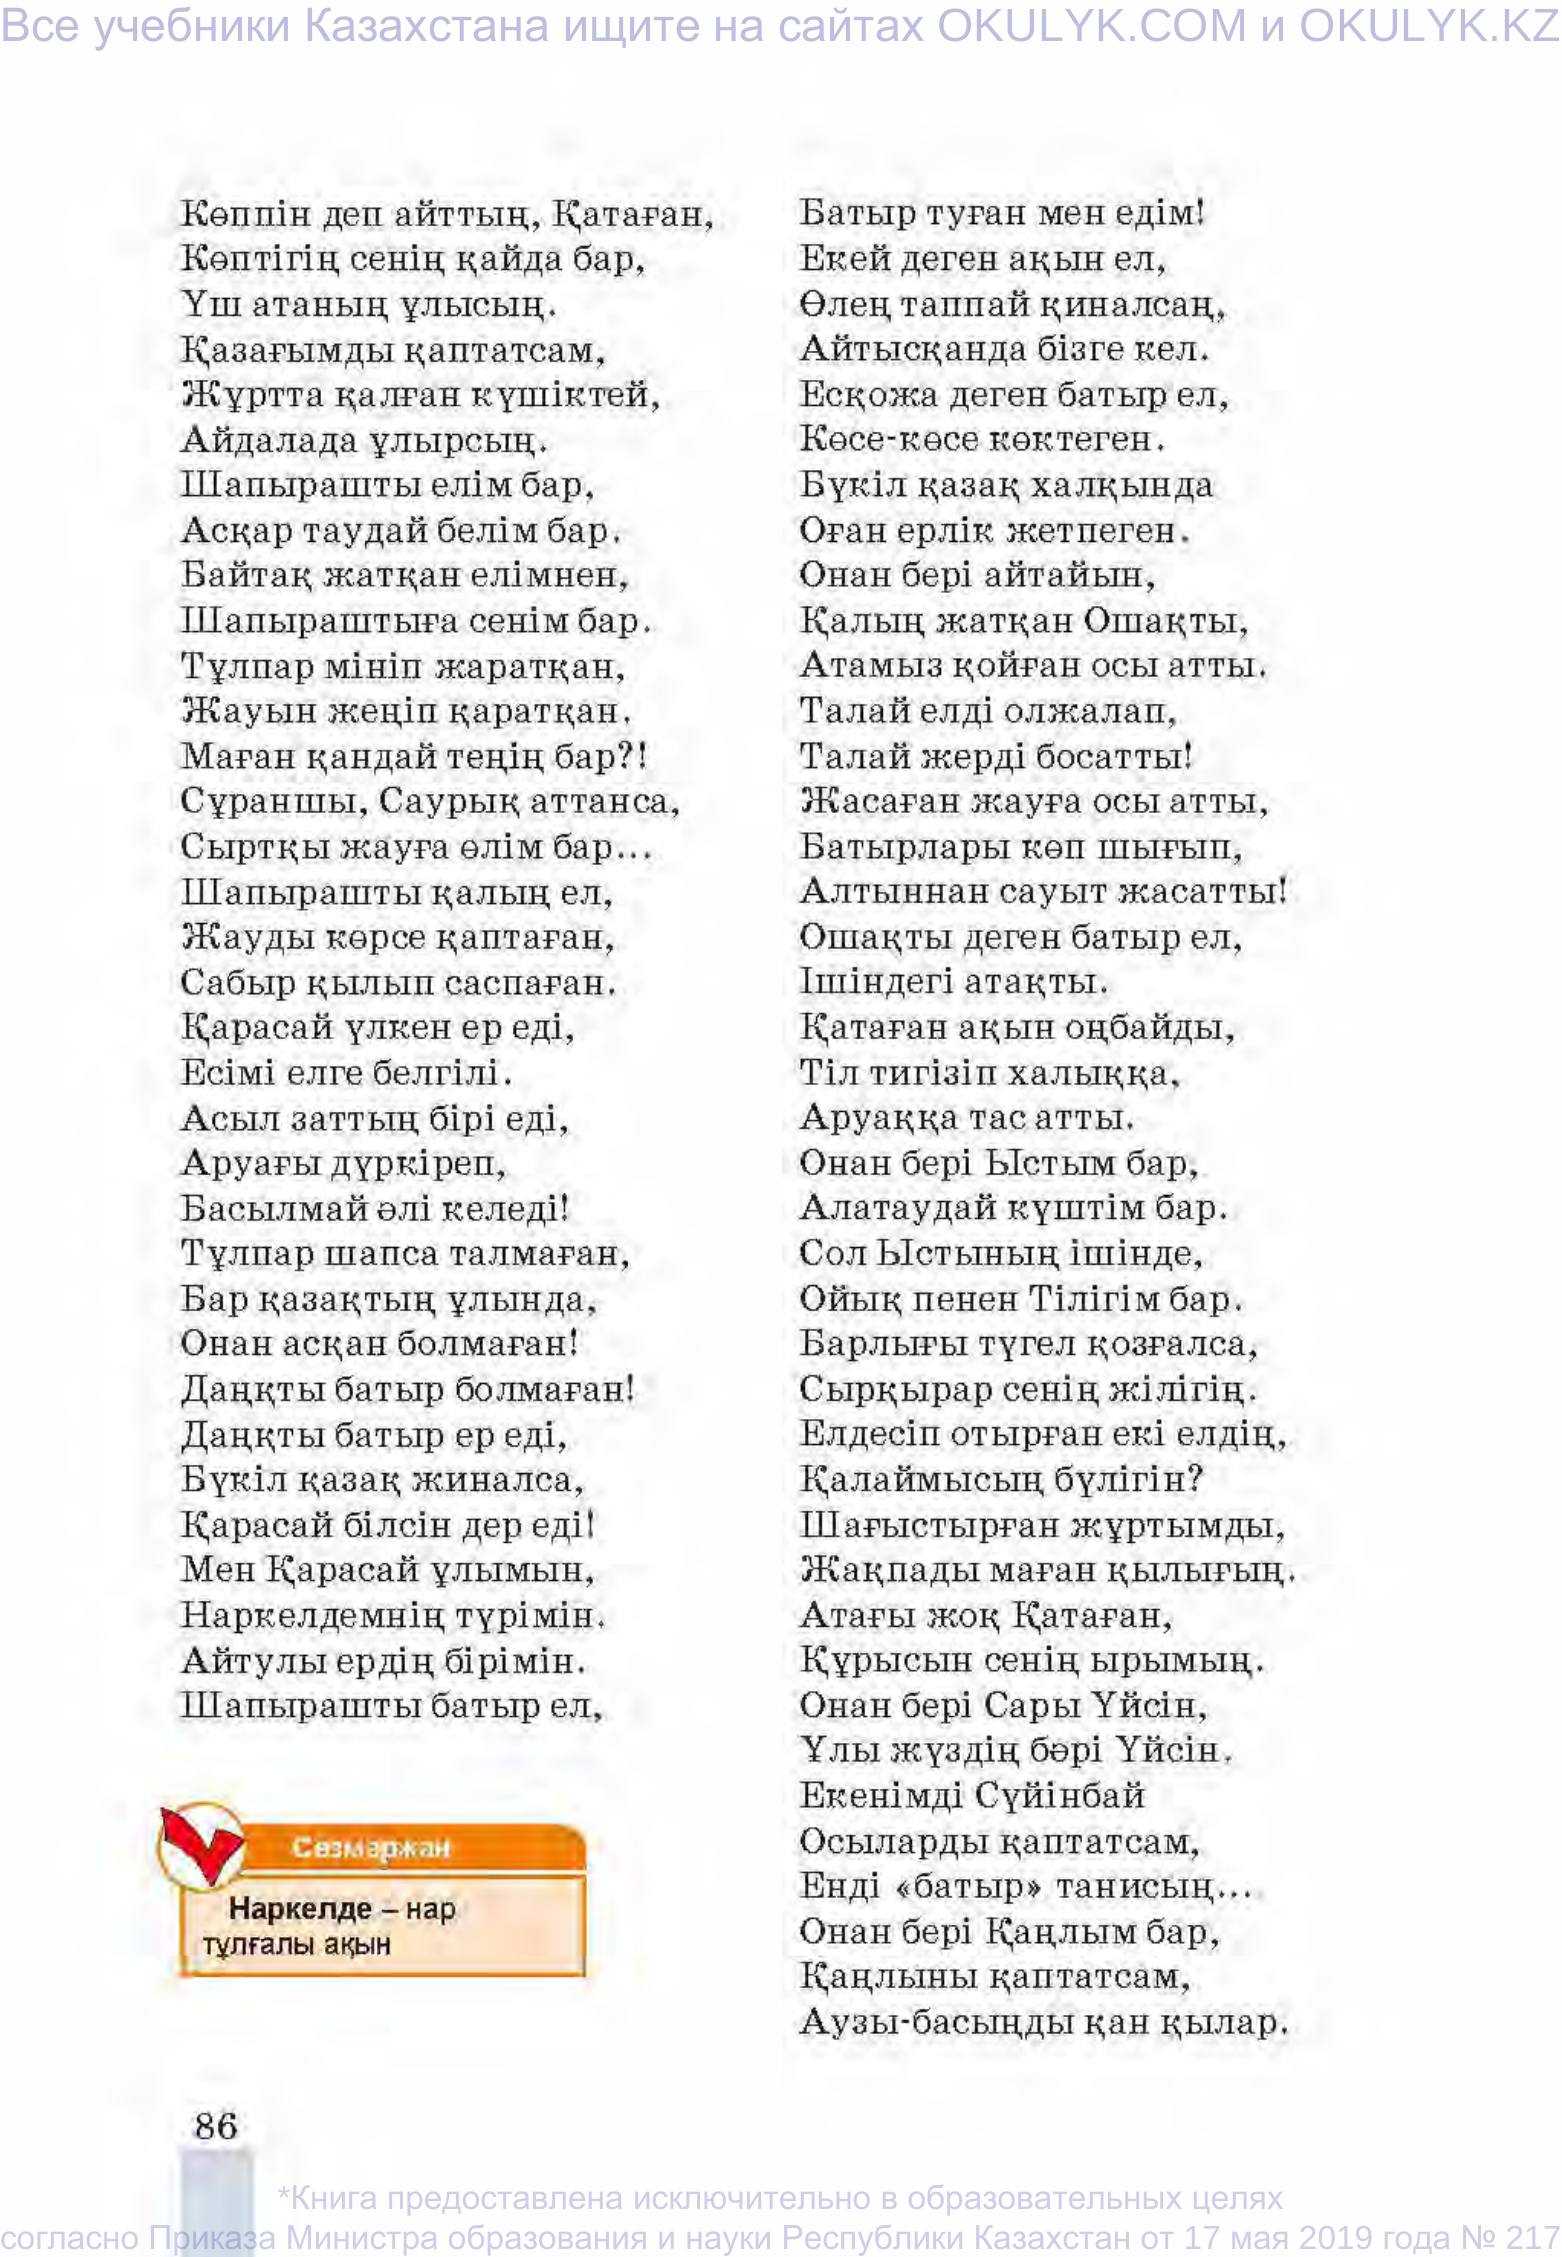 Все учебники Казахстана ищите на сайтах OKULYK.COM и OKULYK.KZ
Көппін деп айттың, Қатаған,
Көптігің сенің қайда бар,
Үш атаның ұлысың.
Қазағымды қаптатсам,
Жұртта қалған күшіктей,
Айдалада ұлырсың.
Шапырашты елім бар,
Асқар таудай белім бар.
Байтақ жатқан елімнен,
Шапыраштыға сенім бар.
Тұлпар мініп жаратқан,
Жауын жеңіп қаратқан.
Маған қандай теңің бар?!
Сұраншы, Саурық аттанса,
Сыртқы жауға өлім бар...
Шапырашты қалың ел,
Жауды көрсе қаптаған,
Сабыр қылып саспаған.
Қарасай үлкен ер еді,
Есімі елге белгілі.
Асыл заттың бірі еді,
Аруағы дүркіреп,
Басылмай әлі келеді!
Тұлпар шапса талмаған,
Бар қазақтың ұлында,
Онан асқан болмаған!
Даңқты батыр болмаған!
Даңқты батыр ер еді,
Бүкіл қазақ жиналса,
Қарасай білсін дер еді!
Мен Қарасай ұлымын,
Наркелдемнің түрімін.
Айтулы ердің бірімін.
Шапырашты батыр ел,
Сөзмаржан
Наркелде – нар
тұлғалы ақын
Батыр туған мен едім!
Екей деген ақын ел,
Өлең таппай қиналсаң,
Айтысқанда бізге кел.
Есқожа деген батыр ел,
Көсе-көсе көктеген.
Бүкіл қазақ халқында
Оған ерлік жетпеген.
Онан бері айтайын,
Қалың жатқан Ошақты,
Атамыз қойған осы атты.
Талай елді олжалап,
Талай жерді босатты!
Жасаған жауға осы атты,
Батырлары көп шығып,
Алтыннан сауыт жасатты!
Ошақты деген батыр ел,
Ішіндегі атақты.
Қатаған ақын оңбайды,
Тіл тигізіп халыққа,
Аруаққа тас атты.
Онан бері Ыстым бар,
Алатаудай күштім бар.
Сол Ыстының ішінде,
Ойық пенен Тілігім бар.
Барлығы түгел қозғалса,
Сырқырар сенің жілігің.
Елдесіп отырған екі елдің,
Қалаймысың бүлігін?
Шағыстырған жұртымды,
Жақпады маған қылығың.
Атағы жоқ Қатаған,
Құрысын сенің ырымың.
Онан бері Сары Үйсін,
Ұлы жүздің бәрі Үйсін.
Екенімді Сүйінбай
Осыларды қаптатсам,
Енді «батыр» танисың...
Онан бері Қаңлым бар,
Қаңлыны қаптатсам,
Аузы-басыңды қан қылар.
86
*Книга предоставлена исключительно в образовательных целях
согласно Приказа Министра образования и науки Республики Казахстан от 17 мая 2019 года № 217